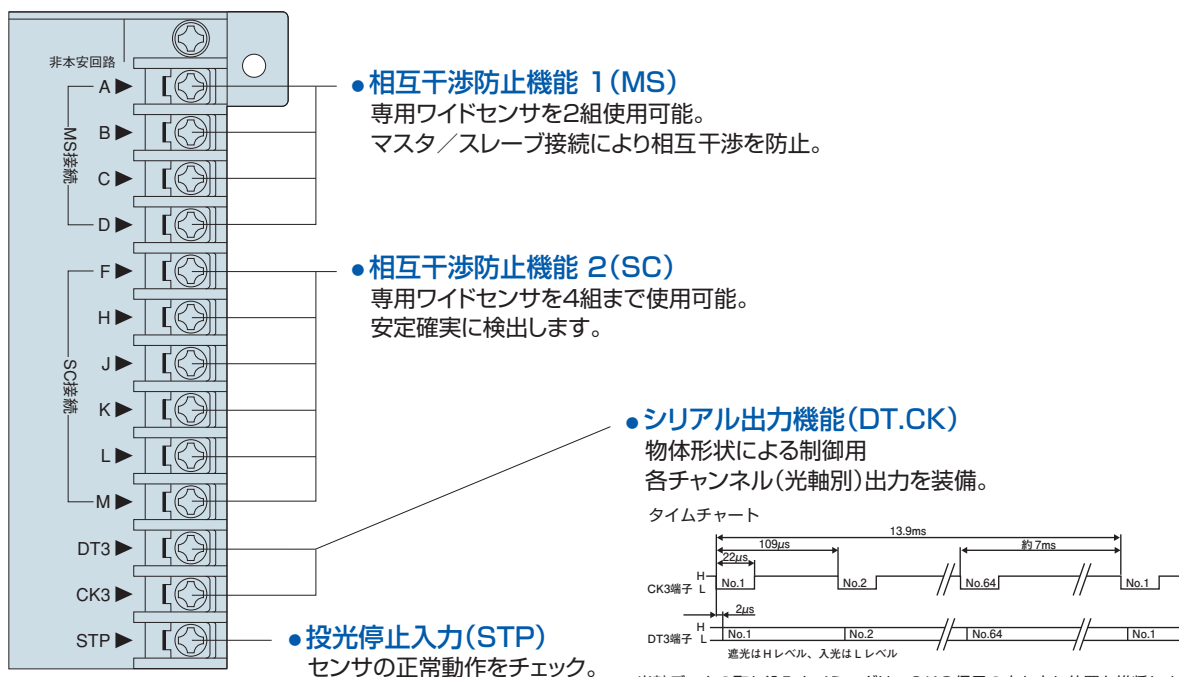 非本安回路
A
B
C
D
MS接続
F
H
J
K
L
M
SC接続
DT3
CK3
STP
●相互干渉防止機能 1(MS)
専用ワイドセンサを2組使用可能。
マスタ／スレーブ接続により相互干渉を防止。
●相互干渉防止機能 2(SC)
専用ワイドセンサを4組まで使用可能。
安定確実に検出します。
●シリアル出力機能(DT.CK)
物体形状による制御用
各チャンネル(光軸別)出力を装備。
タイムチャート
13.9ms
109μs
約7ms
22μs
CK3端子 H L No.1 No.2 No.64 No.1
2μs
DT3端子 H L No.1 No.2 No.64 No.1
遮光はHレベル、入光はLレベル
●投光停止入力(STP)
センサの正常動作をチェック。